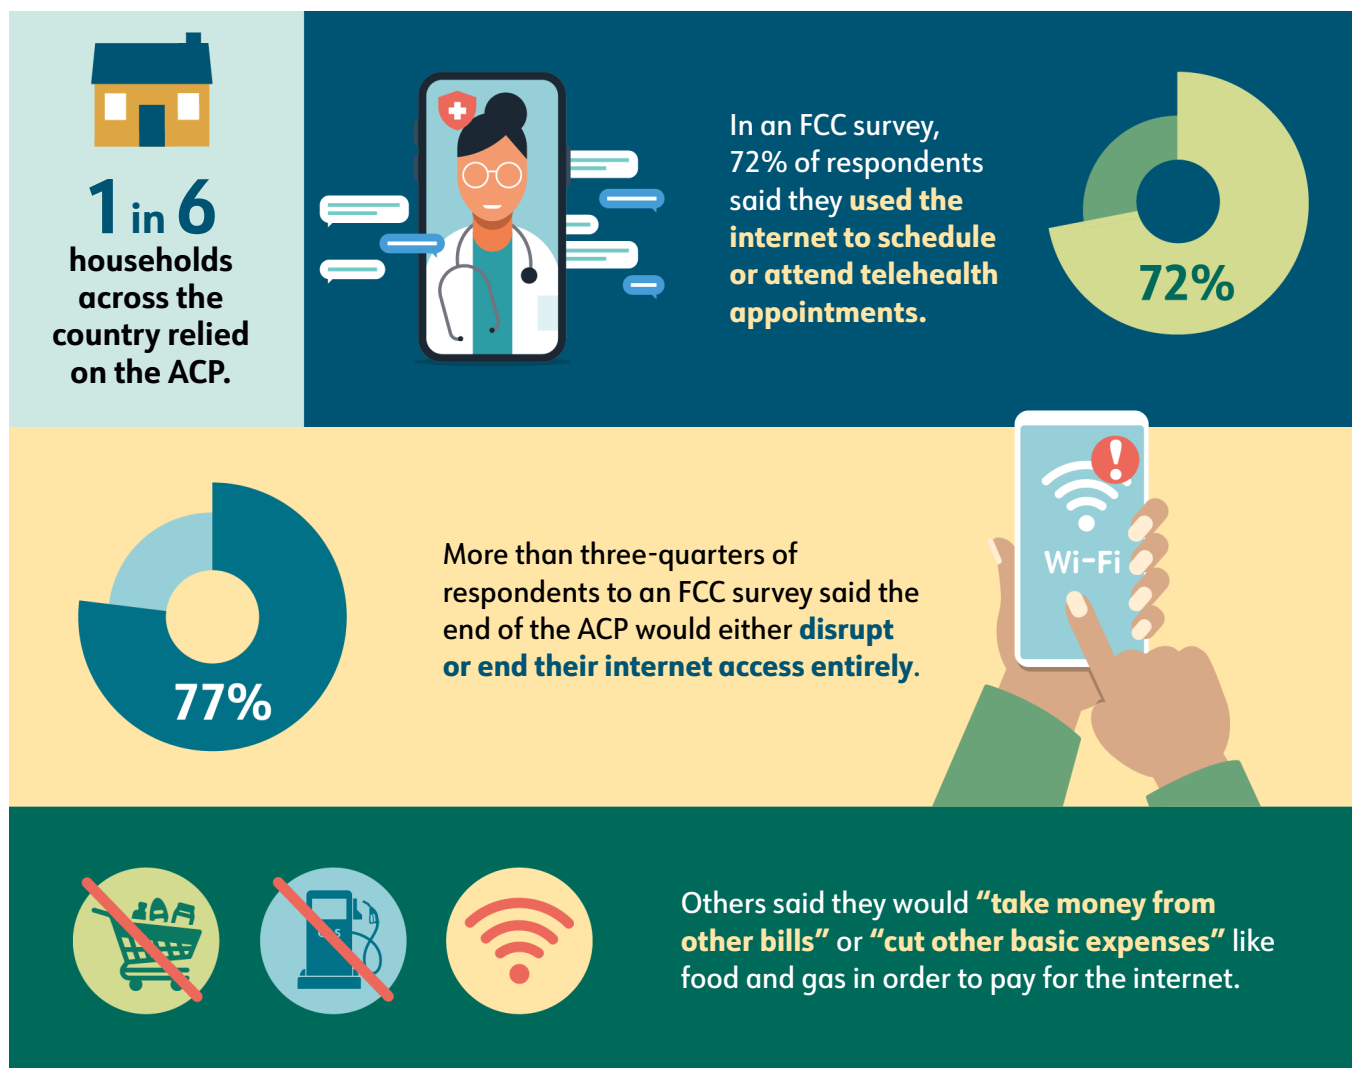 1 in 6
households
across the
country relied
on the ACP.
In an FCC survey,
72% of respondents
said they used the
internet to schedule
or attend telehealth
appointments.
72%
77%
More than three-quarters of
respondents to an FCC survey said the
end of the ACP would either disrupt
or end their internet access entirely.
!
Wi-Fi
GAS
Others said they would “take money from
other bills” or “cut other basic expenses” like
food and gas in order to pay for the internet.